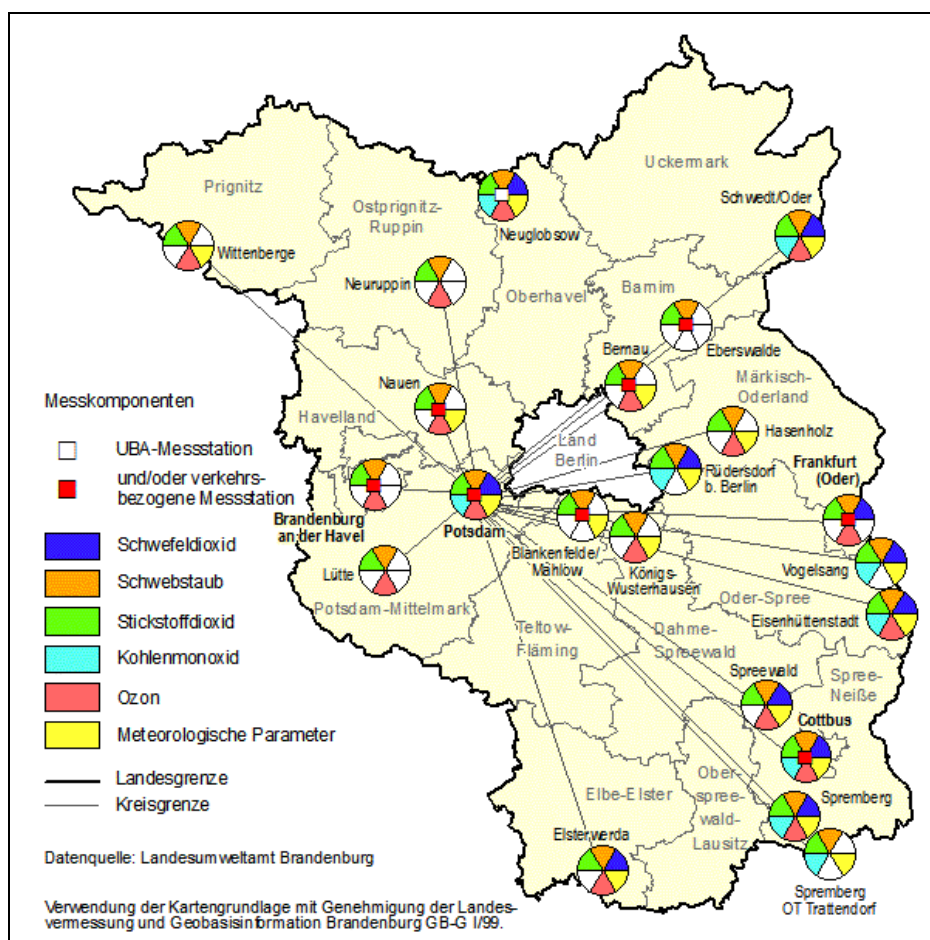 Uckermark
Prignitz
Schwedt/Oder
Ostprignitz-
Ruppin
Neuglobsow
Wittenberge
Neuruppin
Oberhavel
Barnim
Bernau
Eberswalde
Nauen
Märkisch-
Oderland
Messkomponenten
Havelland
Hasenholz
UBA-Messstation
Land
Berlin
Frankfurt
(Oder)
und/oder verkehrs-
bezogene Messstation
Rüdersdorf
b. Berlin
Brandenburg
an der Havel
Potsdam
Blankenfelde/
Mahlow
Königs-
Wusterhausen
Vogelsang
Schwefeldioxid
Schwebstaub
Lütte
Potsdam-Mittelmark
Oder-Spree
Stickstoffdioxid
Teltow-
Fläming
Dahme-
Spreewald
Eisenhüttenstadt
Kohlenmonoxid
Spreewald
Spree-
Neiße
Ozon
Cottbus
Meteorologische Parameter
Landesgrenze
Kreisgrenze
Elbe-Elster
Ober-
spree-
wald-
Lausitz
Spremberg
Elsterwerda
Datenquelle: Landesumweltamt Brandenburg
Spremberg
OT Trattendorf
Verwendung der Kartengrundlage mit Genehmigung der Landes-
vermessung und Geobasisinformation Brandenburg GB-G I/99.